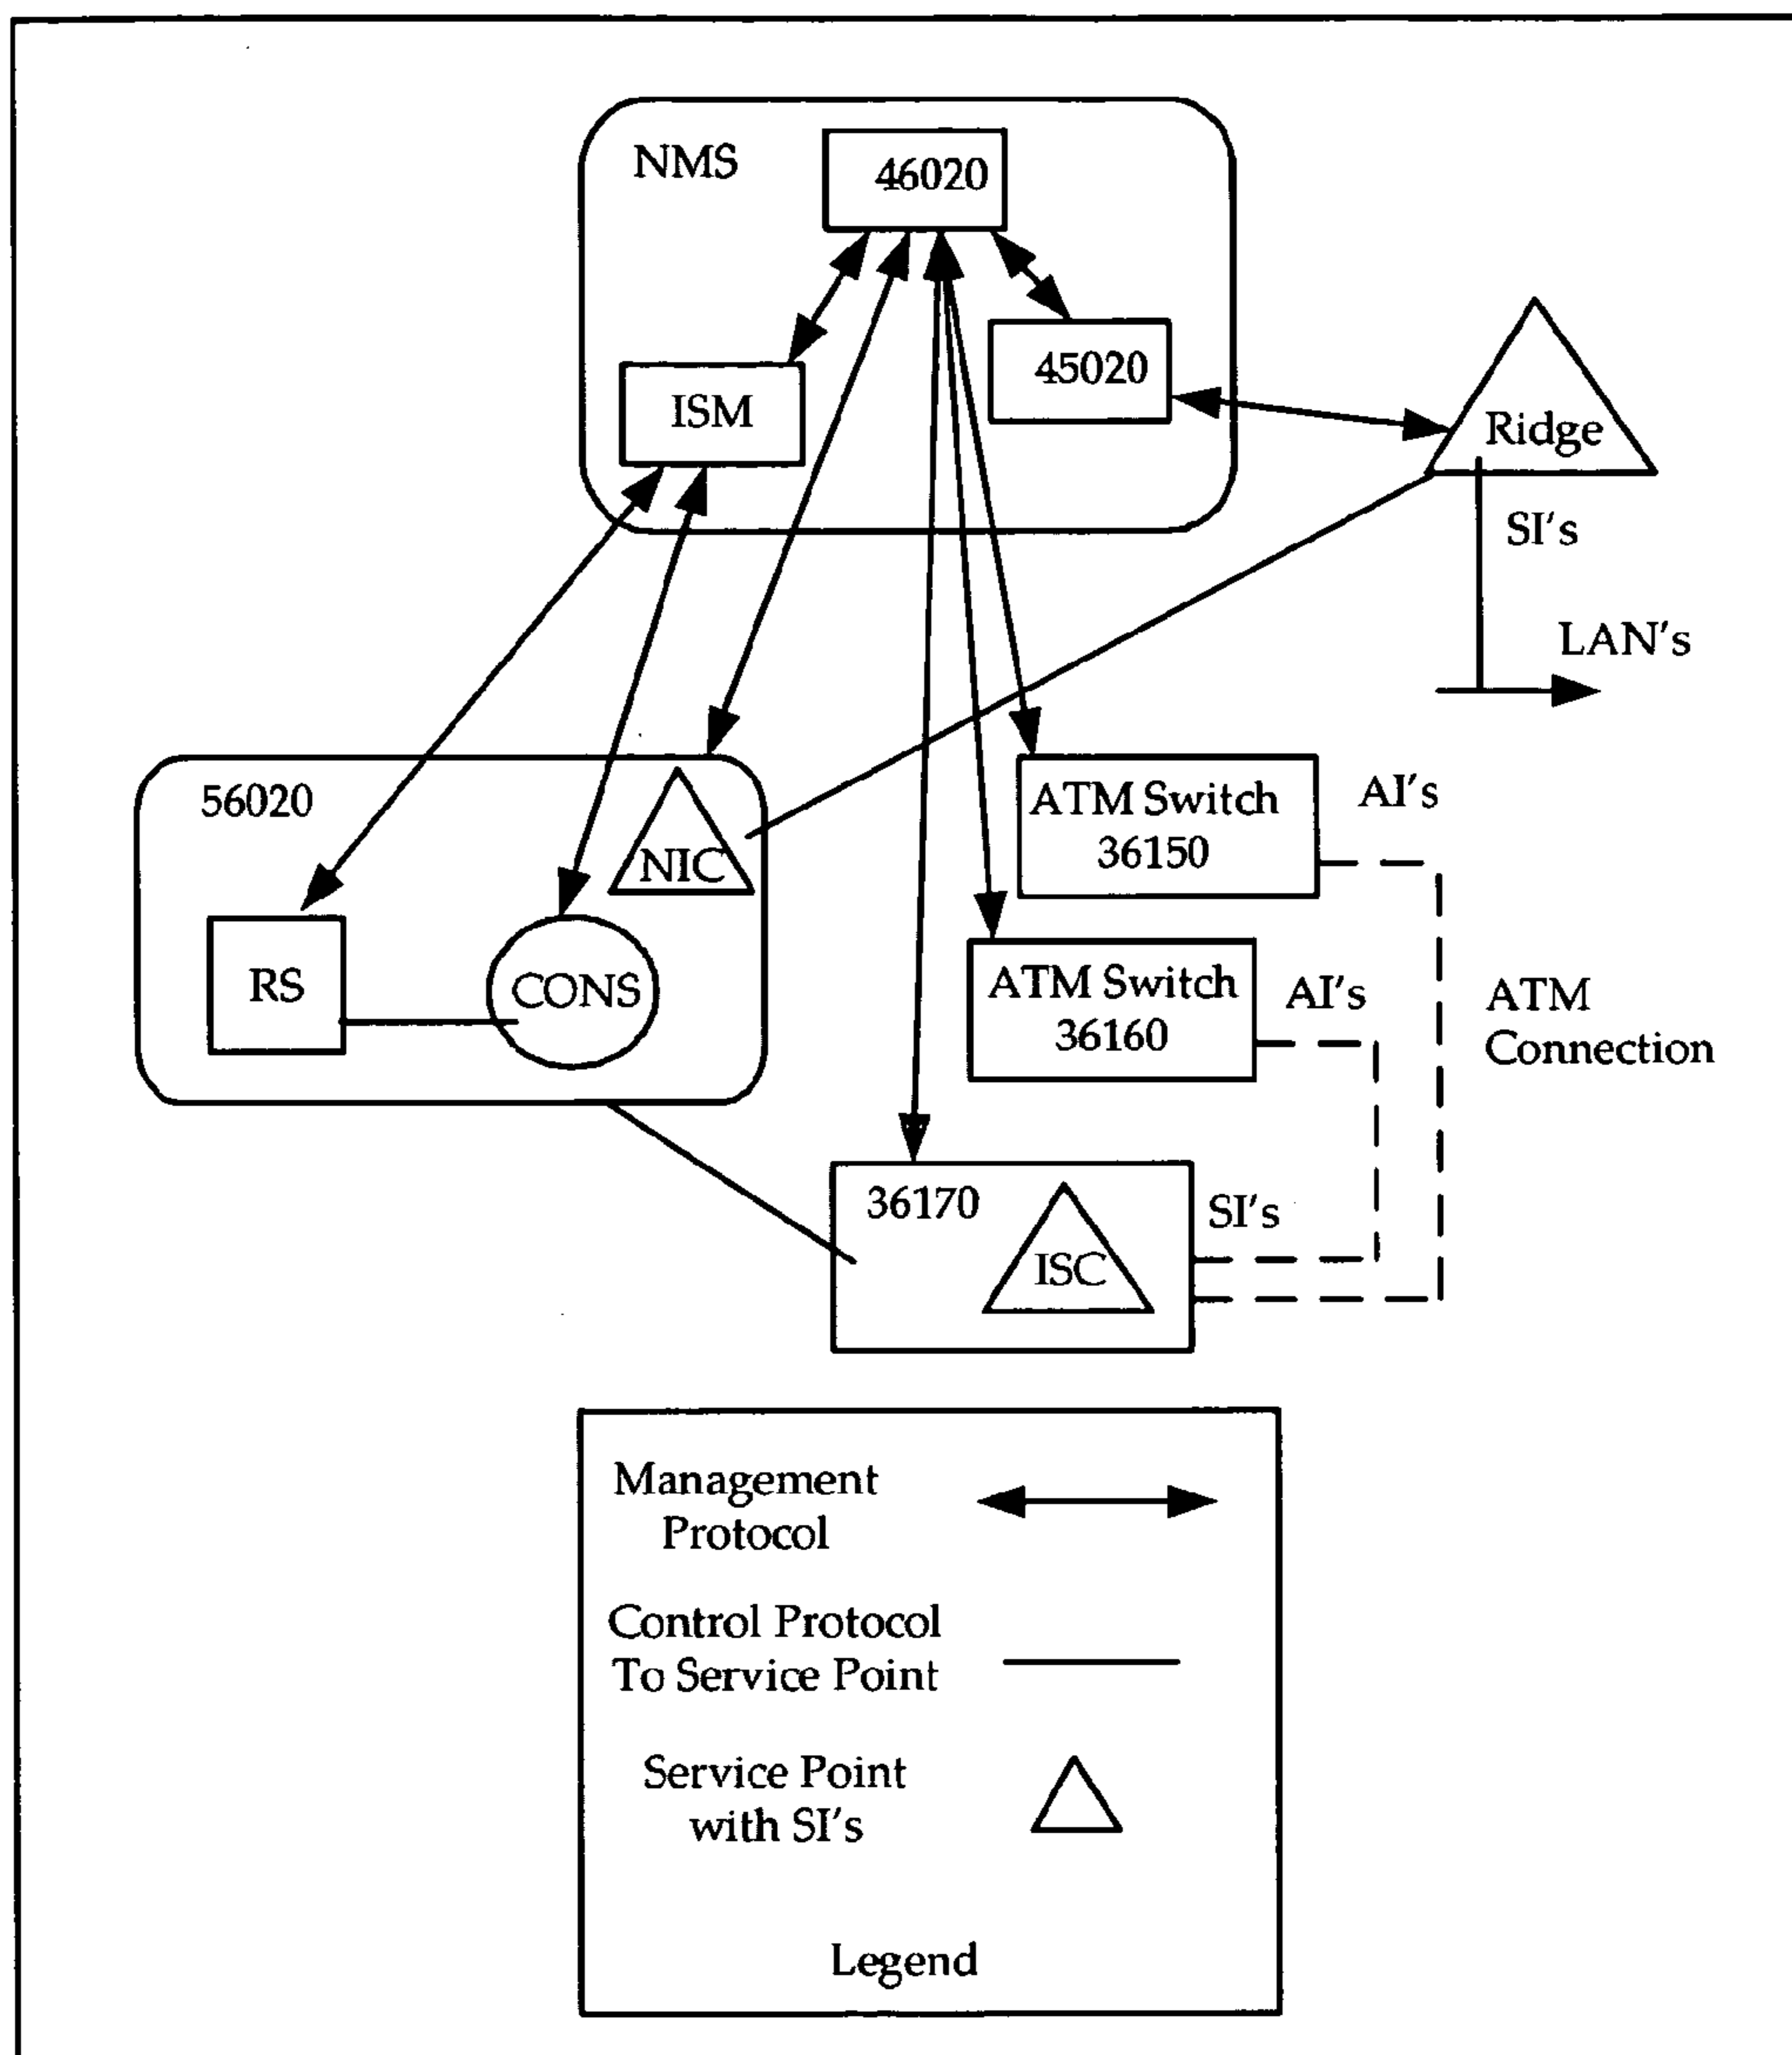 NMS
46020
45020
ISM
Ridge
SI's
LAN's
56020
NIC
RS
CONS
ATM Switch
36150
AI's
ATM Switch
36160
AI's
ATM
Connection
36170
ISC
SI's
Management
Protocol
Control Protocol
To Service Point
Service Point
with SI's
Legend